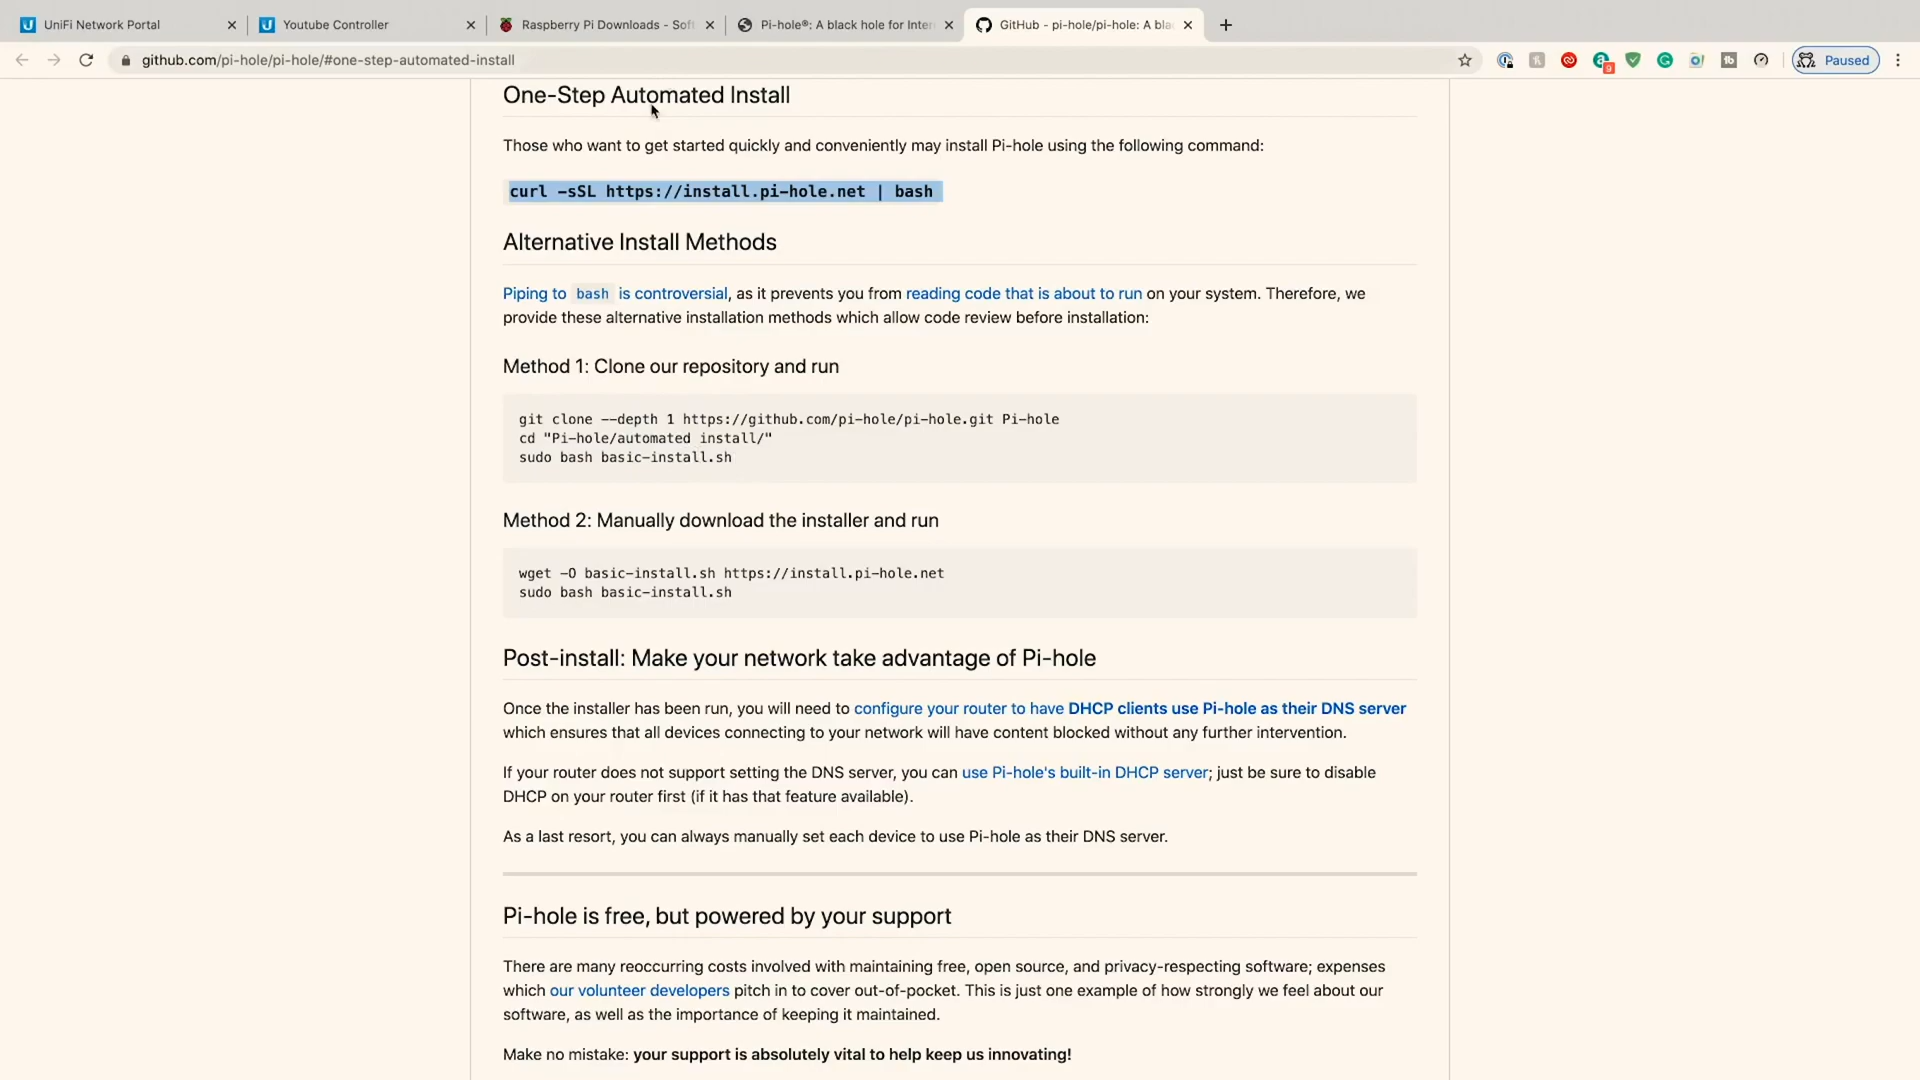 UniFi Network Portal
Youtube Controller
Raspberry Pi Downloads - Soft
Pi-hole®: A black hole for Inter
GitHub - pi-hole/pi-hole: A bla
github.com/pi-hole/pi-hole/#one-step-automated-install
9
Paused
One-Step Automated Install
Those who want to get started quickly and conveniently may install Pi-hole using the following command:
curl -sSL https://install.pi-hole.net | bash
Alternative Install Methods
Piping to bash is controversial, as it prevents you from reading code that is about to run on your system. Therefore, we
provide these alternative installation methods which allow code review before installation:
Method 1: Clone our repository and run
git clone --depth 1 https://github.com/pi-hole/pi-hole.git Pi-hole
cd "Pi-hole/automated install/"
sudo bash basic-install.sh
Method 2: Manually download the installer and run
wget -O basic-install.sh https://install.pi-hole.net
sudo bash basic-install.sh
Post-install: Make your network take advantage of Pi-hole
Once the installer has been run, you will need to configure your router to have DHCP clients use Pi-hole as their DNS server
which ensures that all devices connecting to your network will have content blocked without any further intervention.
If your router does not support setting the DNS server, you can use Pi-hole's built-in DHCP server; just be sure to disable
DHCP on your router first (if it has that feature available).
As a last resort, you can always manually set each device to use Pi-hole as their DNS server.
Pi-hole is free, but powered by your support
There are many reoccurring costs involved with maintaining free, open source, and privacy-respecting software; expenses
which our volunteer developers pitch in to cover out-of-pocket. This is just one example of how strongly we feel about our
software, as well as the importance of keeping it maintained.
Make no mistake: your support is absolutely vital to help keep us innovating!